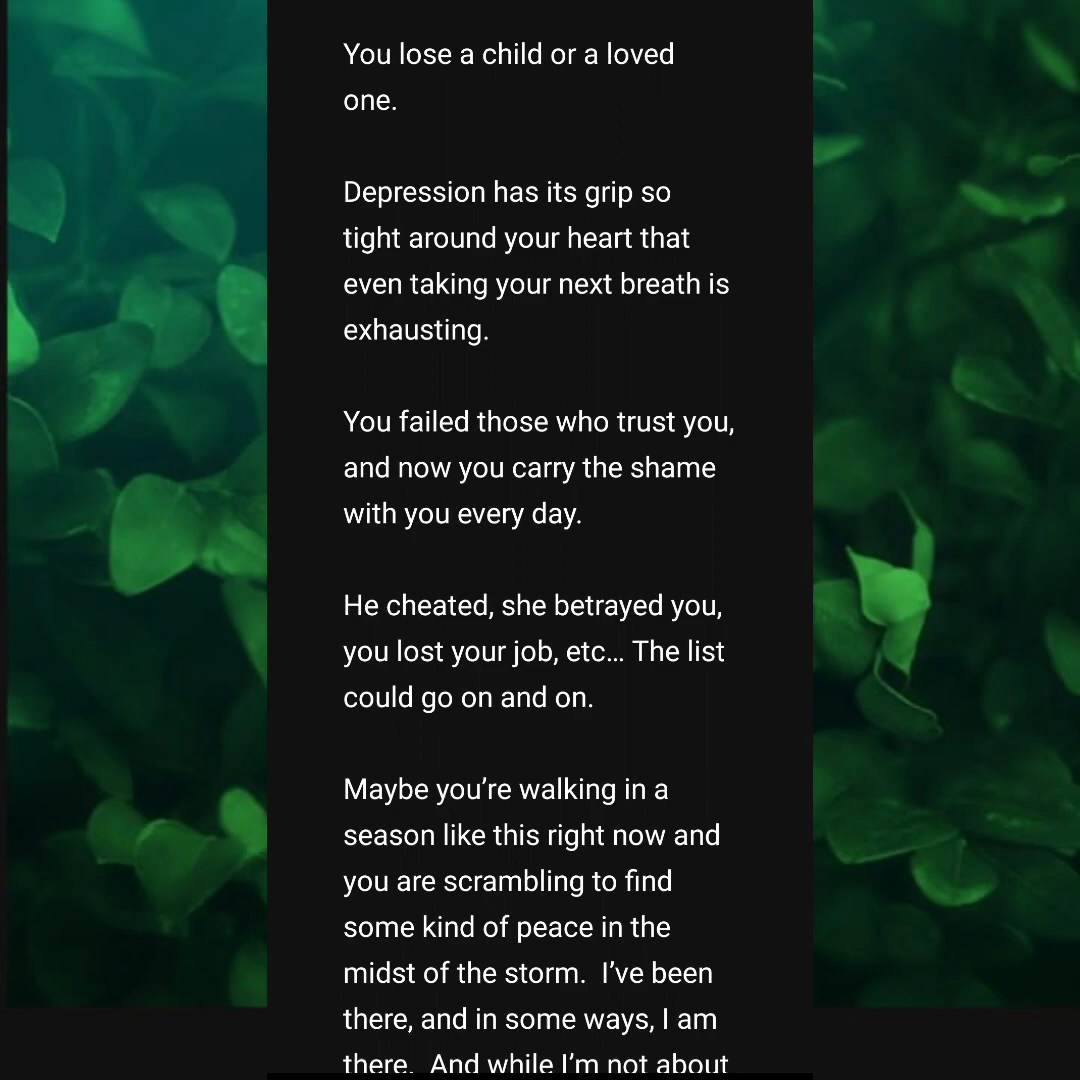 You lose a child or a loved
one.
Depression has its grip so
tight around your heart that
even taking your next breath is
exhausting.
You failed those who trust you,
and now you carry the shame
with you every day.
He cheated, she betrayed you,
you lost your job, etc… The list
could go on and on.
Maybe you’re walking in a
season like this right now and
you are scrambling to find
some kind of peace in the
midst of the storm.  I’ve been
there, and in some ways, I am
there.  And while I’m not about